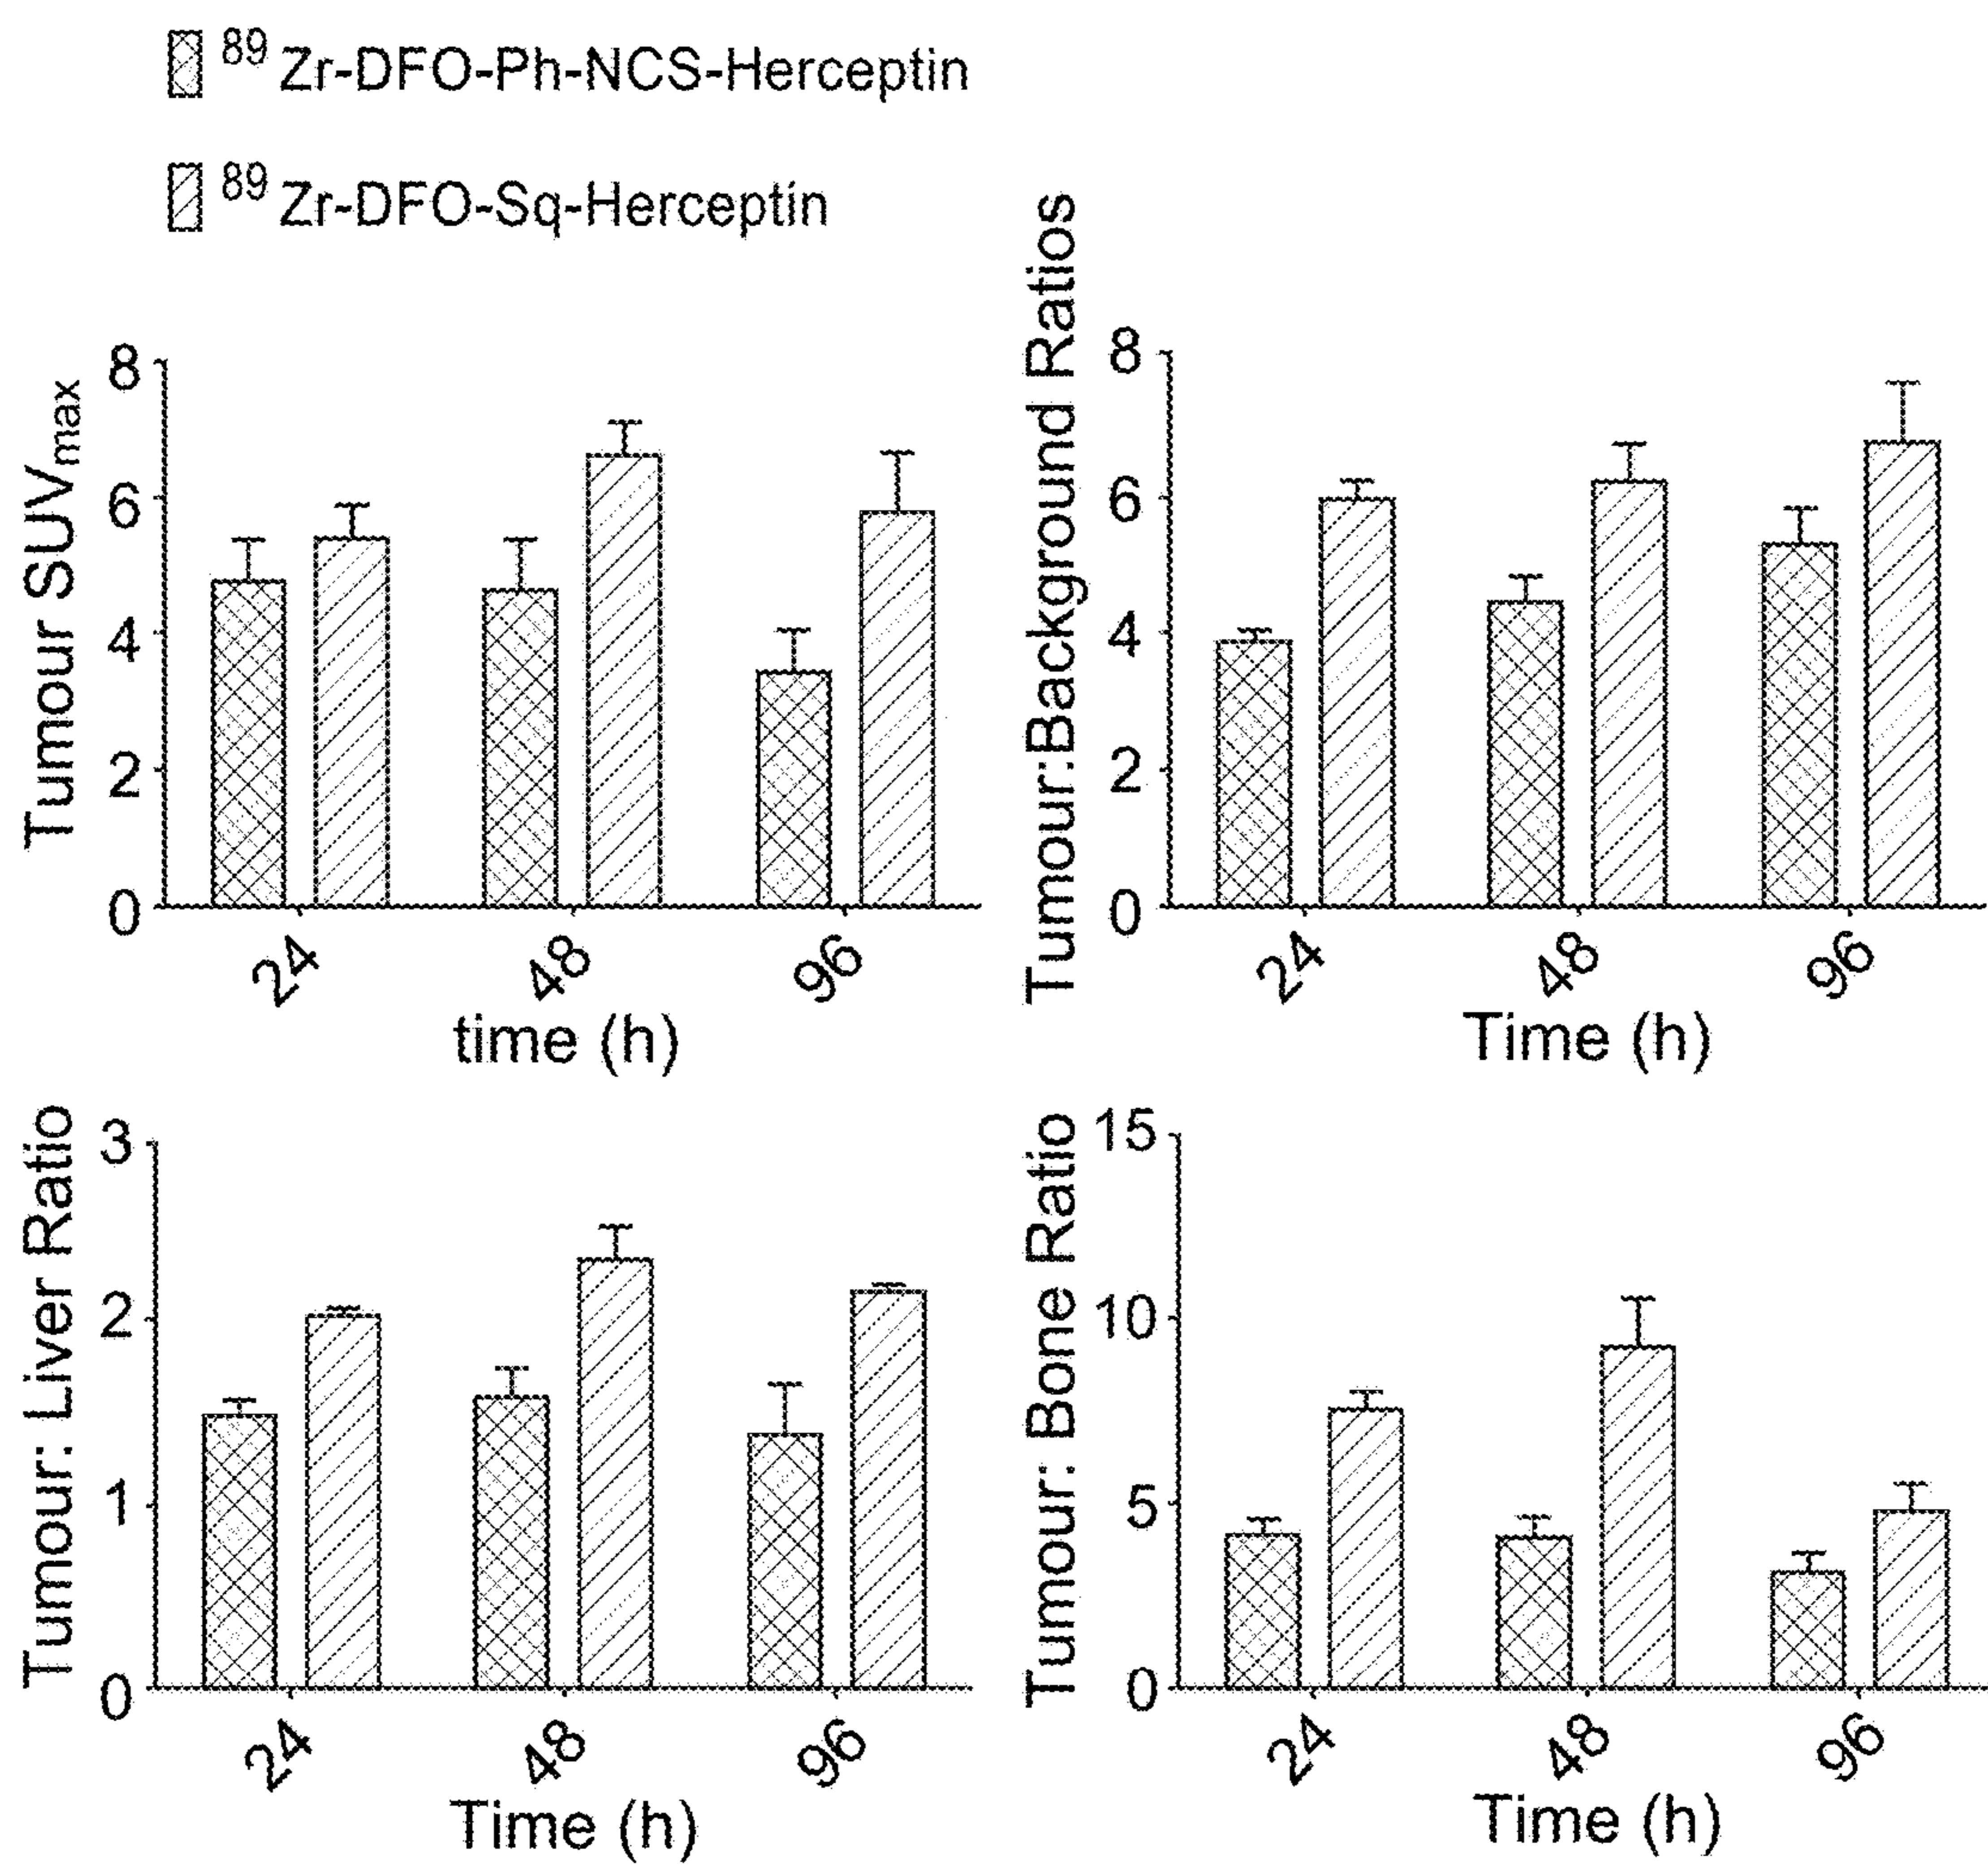 89 Zr-DFO-Ph-NCS-Herceptin
89 Zr-DFO-Sq-Herceptin
Tumour SUVmax
8
6
4
2
0
24 48 96
time (h)
Tumour:Background Ratios
8
6
4
2
0
24 48 96
Time (h)
Tumour: Liver Ratio
3
2
1
0
24 48 96
Time (h)
Tumour: Bone Ratio
15
10
5
0
24 48 96
Time (h)